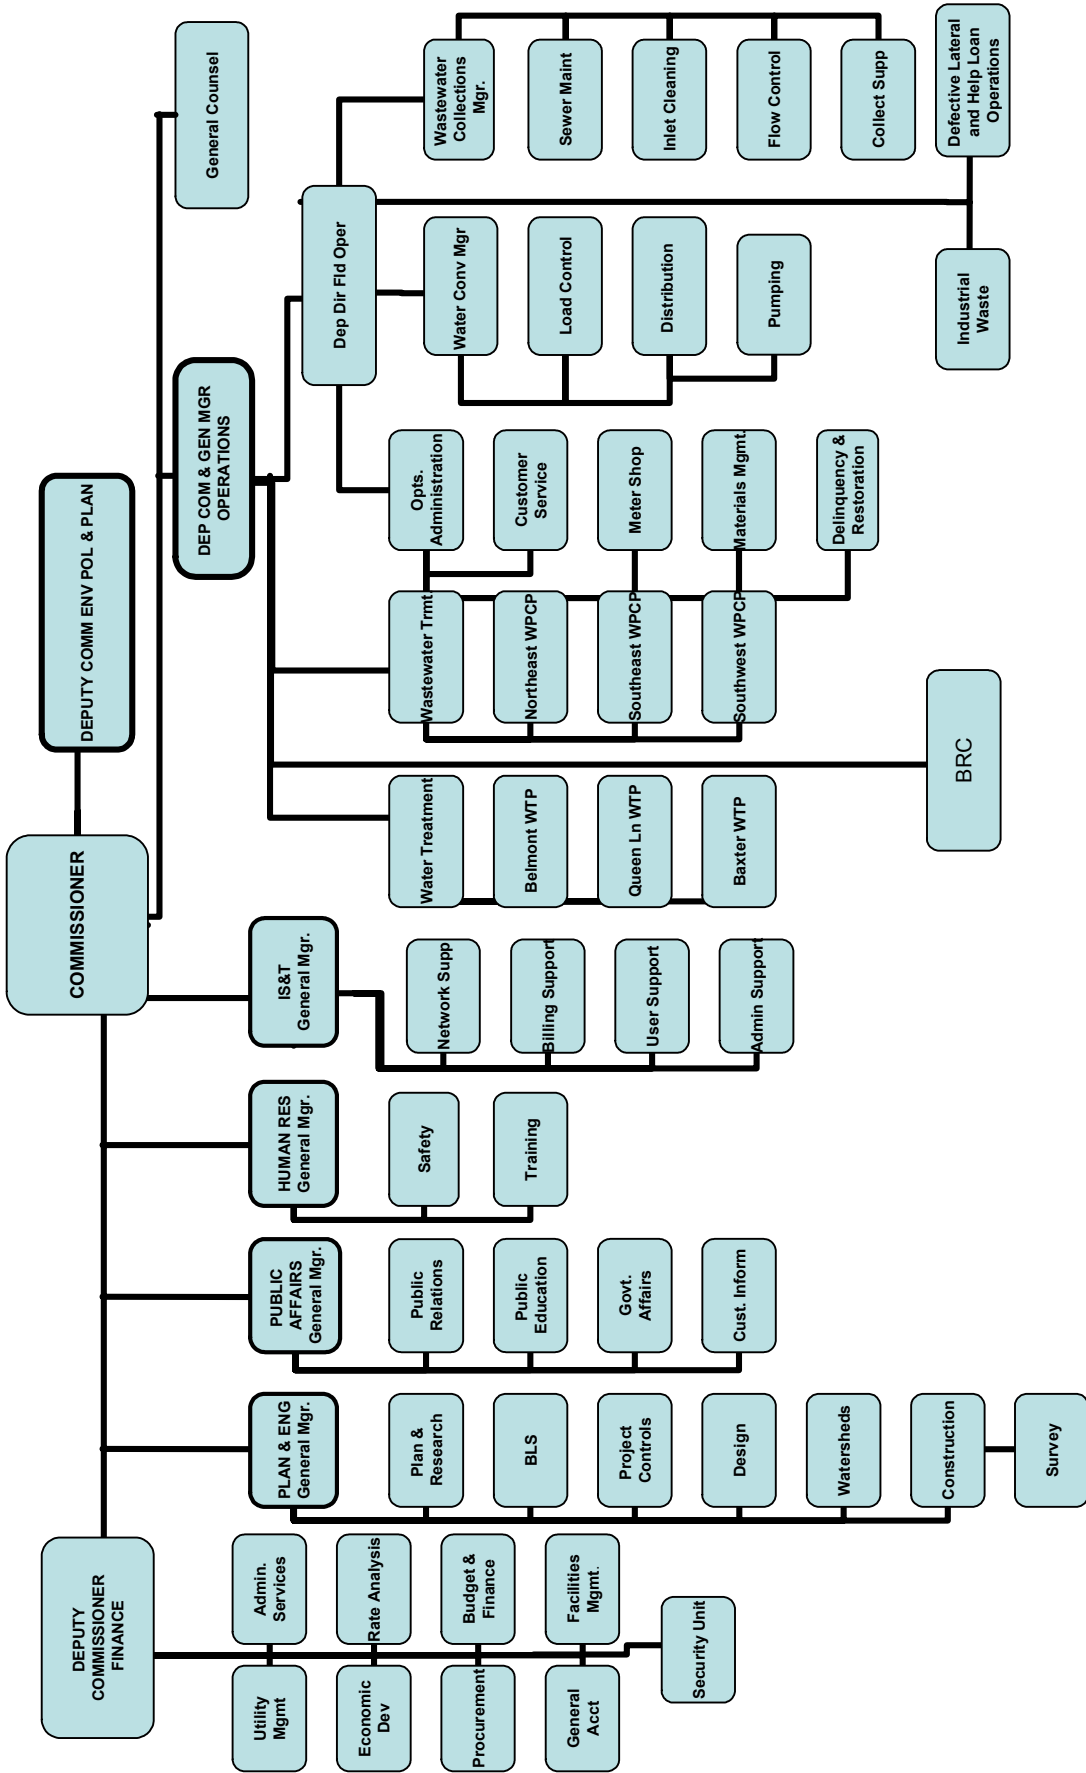 COMMISSIONER
DEPUTY COMM ENV POL & PLAN
General Counsel
DEPUTY
COMMISSIONER
FINANCE
Utility
Mgmt
Admin.
Services
Economic
Dev
Rate Analysis
Procurement
Budget &
Finance
General
Acct
Facilities
Mgmt.
Security Unit
PLAN & ENG
General Mgr.
Plan &
Research
BLS
Project
Controls
Design
Watersheds
Construction
Survey
PUBLIC
AFFAIRS
General Mgr.
Public
Relations
Public
Education
Govt.
Affairs
Cust. Inform
HUMAN RES
General Mgr.
Safety
Training
IS&T
General Mgr.
Network Supp
Billing Support
User Support
Admin Support
DEP COM & GEN MGR
OPERATIONS
Water Treatment
Belmont WTP
Queen Ln WTP
Baxter WTP
BRC
Wastewater Trmt.
Northeast WPCP
Southeast WPCP
Southwest WPCP
Dep Dir Fld Oper
Opts.
Administration
Customer
Service
Meter Shop
Materials Mgmt.
Delinquency &
Restoration
Water Conv Mgr
Load Control
Distribution
Pumping
Wastewater
Collections
Mgr.
Sewer Maint
Inlet Cleaning
Flow Control
Collect Supp
Industrial
Waste
Defective Lateral
and Help Loan
Operations